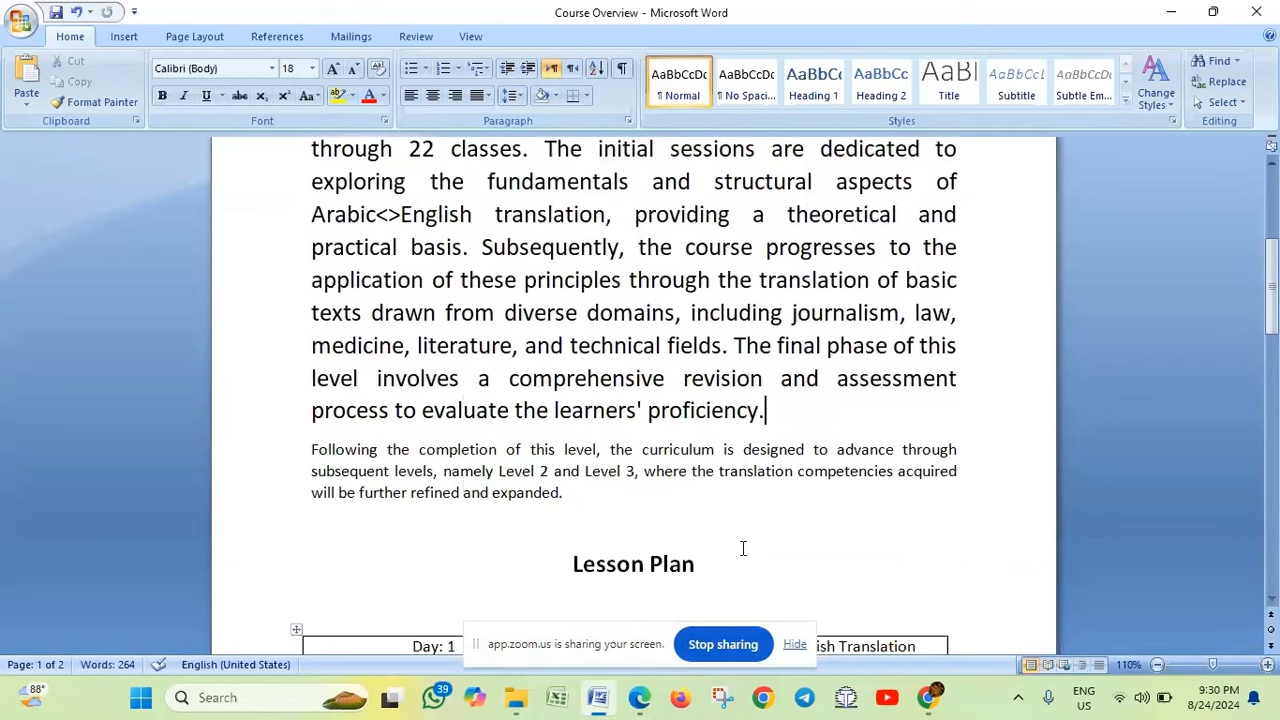 Course Overview - Microsoft Word
Home Insert Page Layout References Mailings Review View
Paste
Cut
Copy
Format Painter
Clipboard
Calibri (Body) 18
B I U abc X₂ X² Aa
Font
Paragraph
AaBbCcDc AaBbCcDc AaBbC AaBbCc AaBl AaBbCcl AaBbCcDc
¶ Normal ¶ No Spaci... Heading 1 Heading 2 Title Subtitle Subtle Em...
Change
Styles
Styles
Find
Replace
Select
Editing
through 22 classes. The initial sessions are dedicated to
exploring the fundamentals and structural aspects of
Arabic<>English translation, providing a theoretical and
practical basis. Subsequently, the course progresses to the
application of these principles through the translation of basic
texts drawn from diverse domains, including journalism, law,
medicine, literature, and technical fields. The final phase of this
level involves a comprehensive revision and assessment
process to evaluate the learners' proficiency.
Following the completion of this level, the curriculum is designed to advance through
subsequent levels, namely Level 2 and Level 3, where the translation competencies acquired
will be further refined and expanded.
Lesson Plan
Day: 1
sh Translation
app.zoom.us is sharing your screen. Stop sharing Hide
Page: 1 of 2 Words: 264 English (United States) 110%
88°
Search
39
ENG
US
9:30 PM
8/24/2024